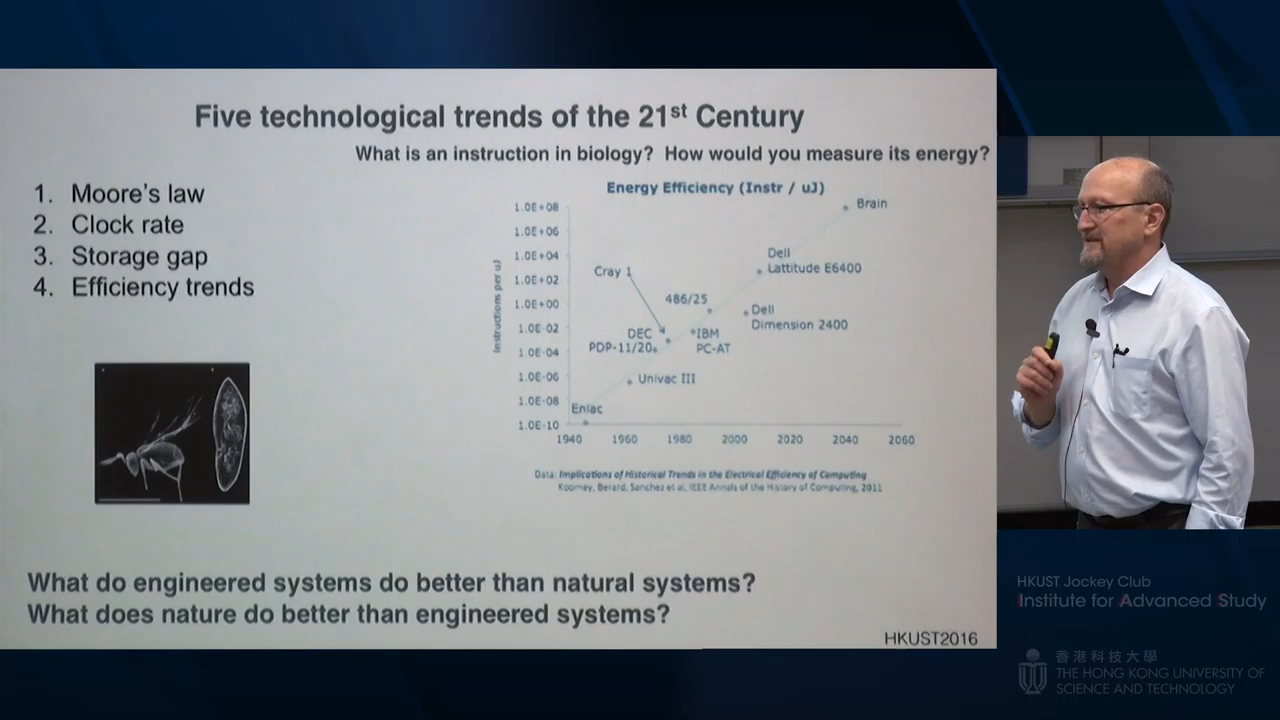 Five technological trends of the 21st Century
What is an instruction in biology? How would you measure its energy?
1. Moore's law
2. Clock rate
3. Storage gap
4. Efficiency trends
Energy Efficiency (Instr / uJ)
Instructions per uJ
1.0E+08
1.0E+06
1.0E+04
1.0E+02
1.0E+00
1.0E-02
1.0E-04
1.0E-06
1.0E-08
1.0E-10
Brain
Dell
Lattitude E6400
Cray 1
486/25
Dell
Dimension 2400
DEC
PDP-11/20
IBM
PC-AT
Univac III
Eniac
1940 1960 1980 2000 2020 2040 2060
Data: Implications of Historical Trends in the Electrical Efficiency of Computing
Koomey, Berard, Sanchez et al, IEEE Annals of the History of Computing, 2011
What do engineered systems do better than natural systems?
What does nature do better than engineered systems?
HKUST2016
HKUST Jockey Club
Institute for Advanced Study
香港科技大學
THE HONG KONG UNIVERSITY OF
SCIENCE AND TECHNOLOGY